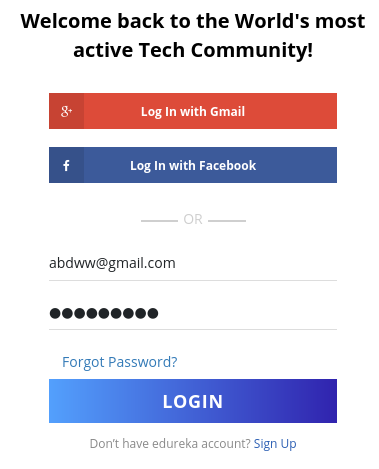 Welcome back to the World's most
active Tech Community!
g+ Log In with Gmail
f Log In with Facebook
OR
abdww@gmail.com
●●●●●●●●●
Forgot Password?
LOGIN
Don't have edureka account? Sign Up